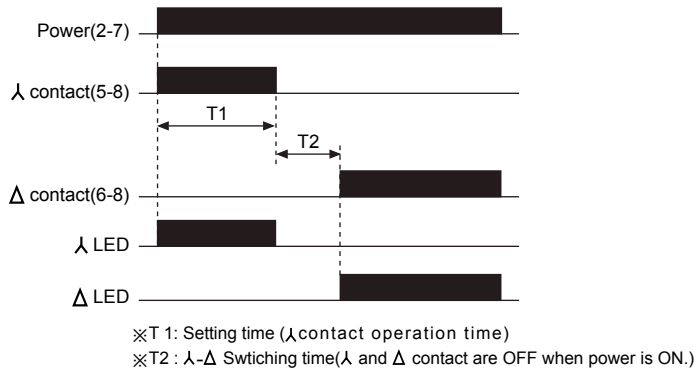 Power(2-7)
⅄ contact(5-8)
T1
T2
Δ contact(6-8)
⅄ LED
Δ LED
※T 1: Setting time (⅄contact operation time)
※T2 : ⅄-Δ Swtiching time(⅄ and Δ contact are OFF when power is ON.)